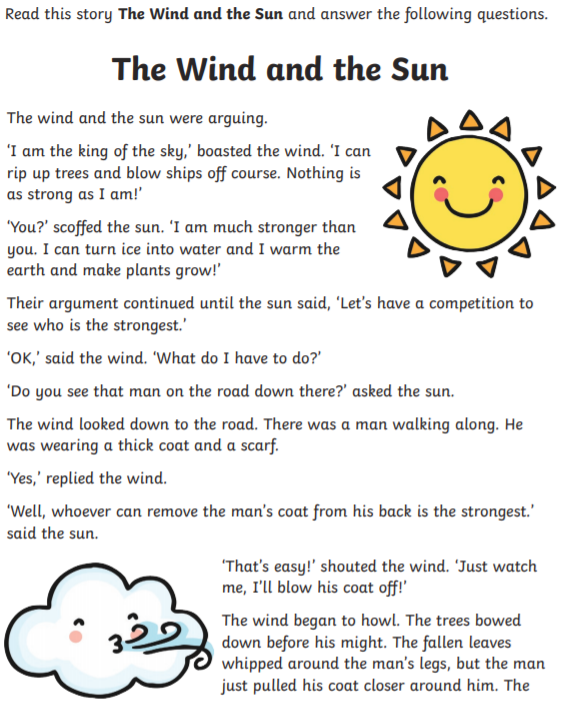 Read this story The Wind and the Sun and answer the following questions.
The Wind and the Sun
The wind and the sun were arguing.
‘I am the king of the sky,’ boasted the wind. ‘I can
rip up trees and blow ships off course. Nothing is
as strong as I am!’
‘You?’ scoffed the sun. ‘I am much stronger than
you. I can turn ice into water and I warm the
earth and make plants grow!’
Their argument continued until the sun said, ‘Let’s have a competition to
see who is the strongest.’
‘OK,’ said the wind. ‘What do I have to do?’
‘Do you see that man on the road down there?’ asked the sun.
The wind looked down to the road. There was a man walking along. He
was wearing a thick coat and a scarf.
‘Yes,’ replied the wind.
‘Well, whoever can remove the man’s coat from his back is the strongest.’
said the sun.
‘That’s easy!’ shouted the wind. ‘Just watch
me, I’ll blow his coat off!’
The wind began to howl. The trees bowed
down before his might. The fallen leaves
whipped around the man’s legs, but the man
just pulled his coat closer around him. The